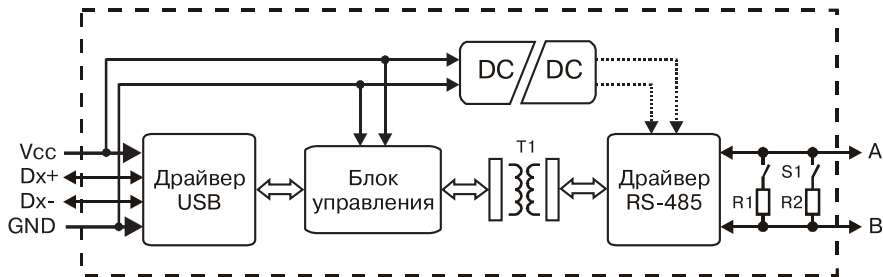 DC DC
T1
Vcc
Dx+
Dx-
GND
Драйвер
USB
Блок
управления
Драйвер
RS-485
A
S1
R1
R2
B